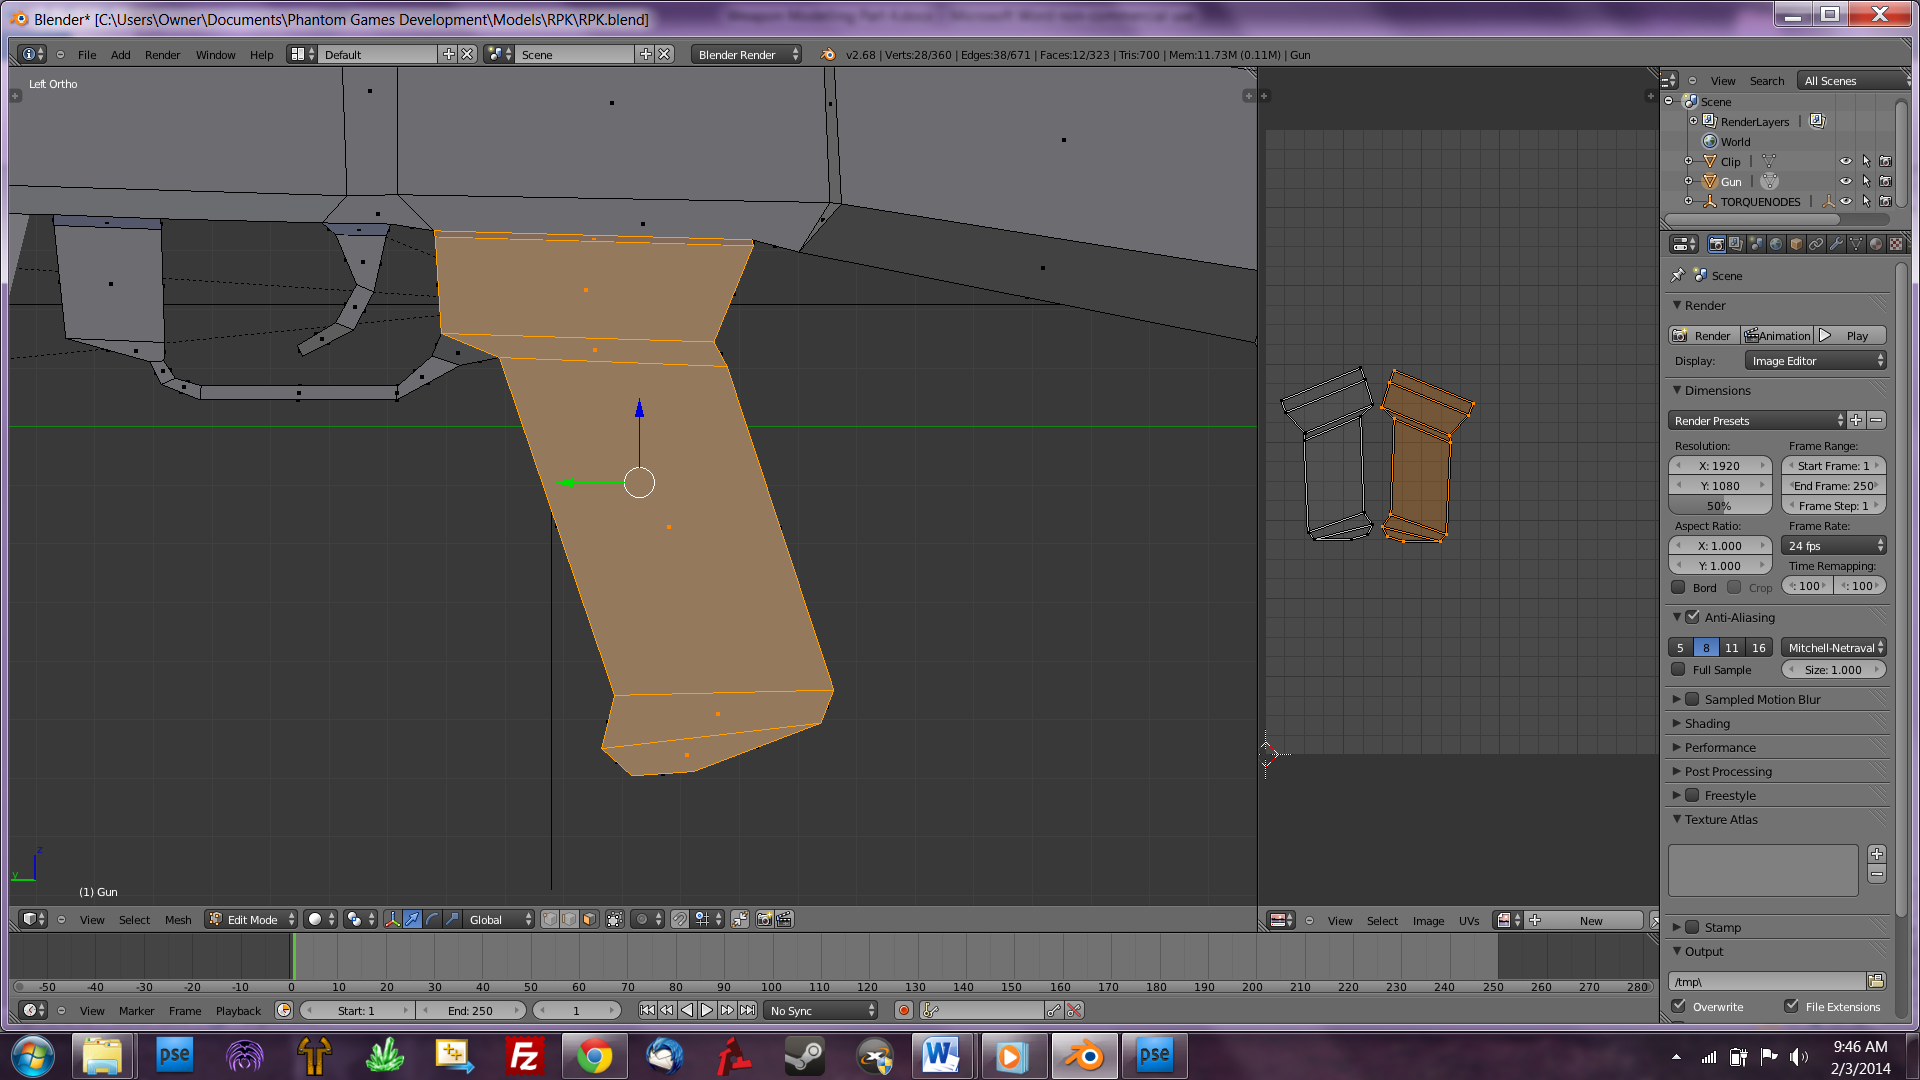 Blender* [C:\Users\Owner\Documents\Phantom Games Development\Models\RPK\RPK.blend]
File Add Render Window Help Default Scene Blender Render v2.68 | Verts:28/360 | Edges:38/671 | Faces:12/323 | Tris:700 | Mem:11.73M (0.11M) | Gun
Left Ortho
View Search All Scenes
Scene
RenderLayers
World
Clip
Gun
TORQUENODES
Scene
Render
Render Animation Play
Display: Image Editor
Dimensions
Render Presets
Resolution: Frame Range:
X: 1920 Start Frame: 1
Y: 1080 End Frame: 250
50% Frame Step: 1
Aspect Ratio: Frame Rate:
X: 1.000 24 fps
Y: 1.000 Time Remapping:
Bord Crop : 100 : 100
Anti-Aliasing
5 8 11 16 Mitchell-Netraval
Full Sample Size: 1.000
Sampled Motion Blur
Shading
Performance
Post Processing
Freestyle
Texture Atlas
Stamp
Output
/tmp\
Overwrite File Extensions
z
y
(1) Gun
View Select Mesh Edit Mode Global
View Select Image UVs New
-50 -40 -30 -20 -10 0 10 20 30 40 50 60 70 80 90 100 110 120 130 140 150 160 170 180 190 200 210 220 230 240 250 260 270 280
View Marker Frame Playback Start: 1 End: 250 1 No Sync
pse
Fz
W
pse
9:46 AM
2/3/2014